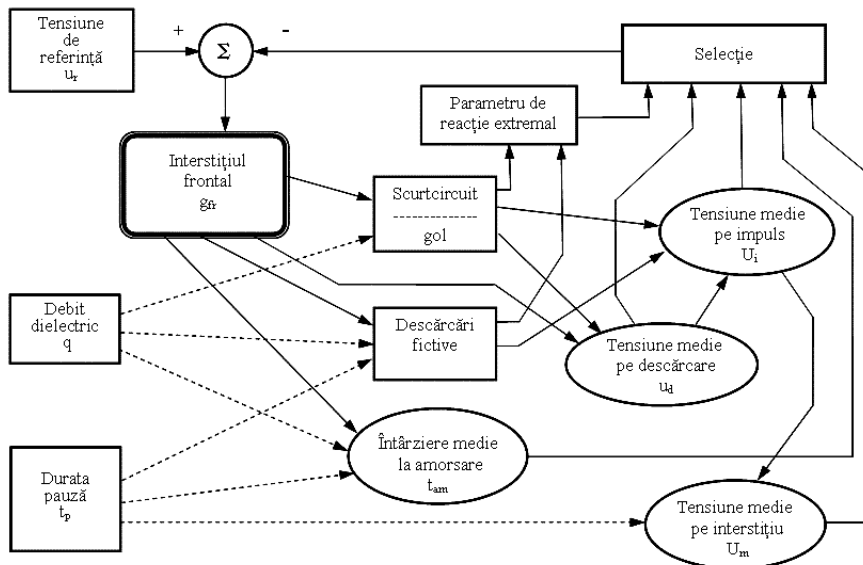 Tensiune
de
referință
ur
+
Σ
-
Selecție
Parametru de
reacție extremal
Interstițiul
frontal
gfr
Scurtcircuit
-------------
gol
Tensiune medie
pe impuls
Ui
Debit
dielectric
q
Descărcări
fictive
Tensiune medie
pe descărcare
ud
Întârziere medie
la amorsare
tam
Durata
pauză
tp
Tensiune medie
pe interstițiu
Um